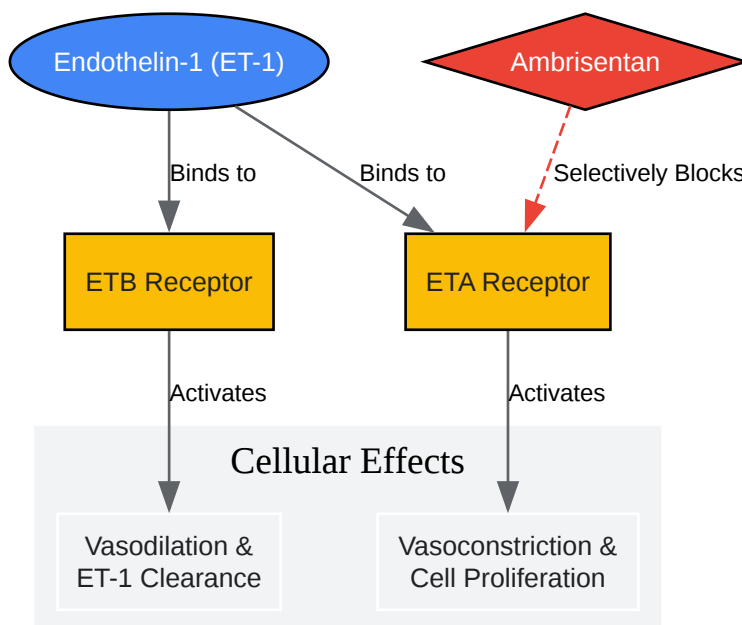 Endothelin-1 (ET-1)
Ambrisentan
Binds to
Binds to
Selectively Blocks
ETB Receptor
ETA Receptor
Activates
Activates
Cellular Effects
Vasodilation &
ET-1 Clearance
Vasoconstriction &
Cell Proliferation